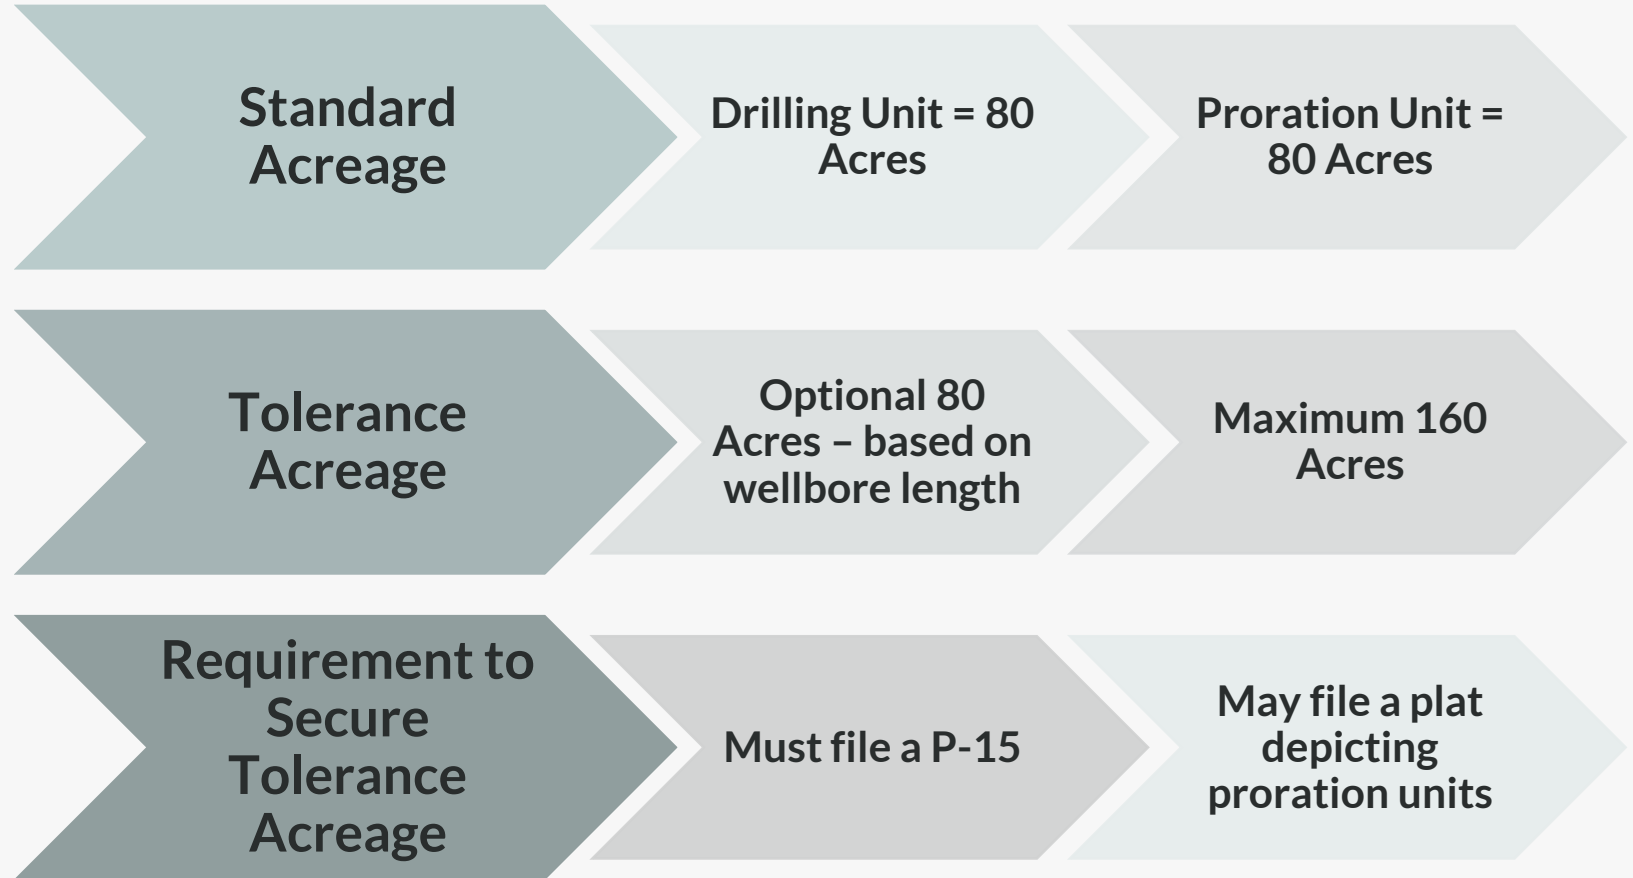 Standard
Acreage
Drilling Unit = 80
Acres
Proration Unit =
80 Acres
Tolerance
Acreage
Optional 80
Acres – based on
wellbore length
Maximum 160
Acres
Requirement to
Secure
Tolerance
Acreage
Must file a P-15
May file a plat
depicting
proration units